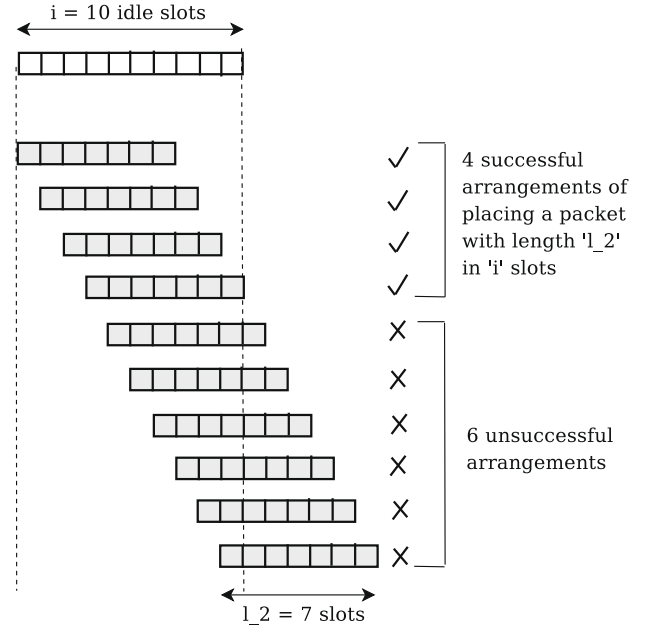 i = 10 idle slots
4 successful
arrangements of
placing a packet
with length 'l_2'
in 'i' slots
6 unsuccessful
arrangements
l_2 = 7 slots